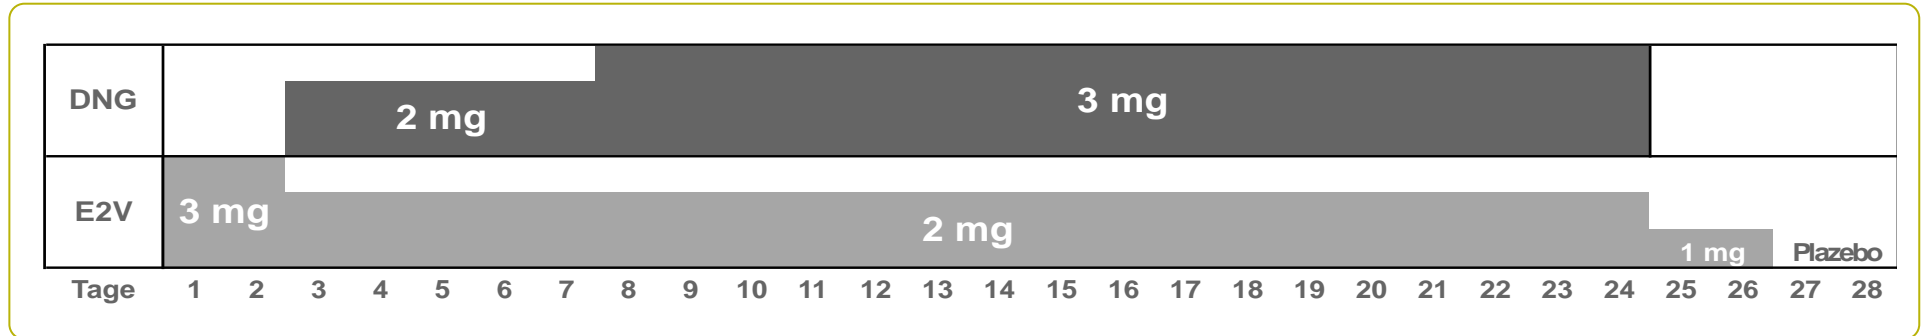 DNG
2 mg
3 mg
E2V
3 mg
2 mg
1 mg
Plazebo
Tage 1 2 3 4 5 6 7 8 9 10 11 12 13 14 15 16 17 18 19 20 21 22 23 24 25 26 27 28